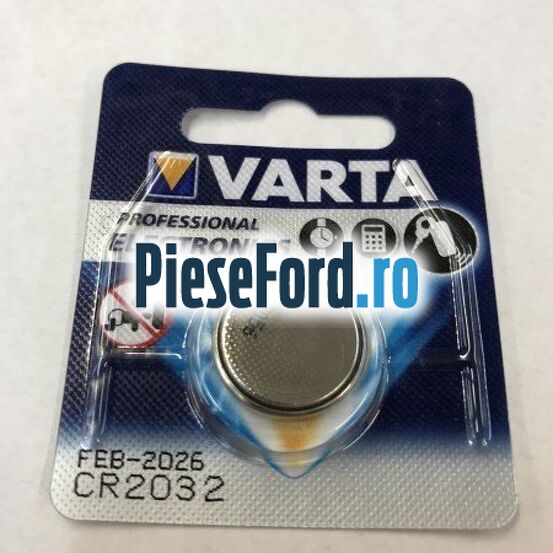 VARTA
PROFESSIONAL
ELECTRONICS
PieseFord.ro
FEB-2026
CR2032